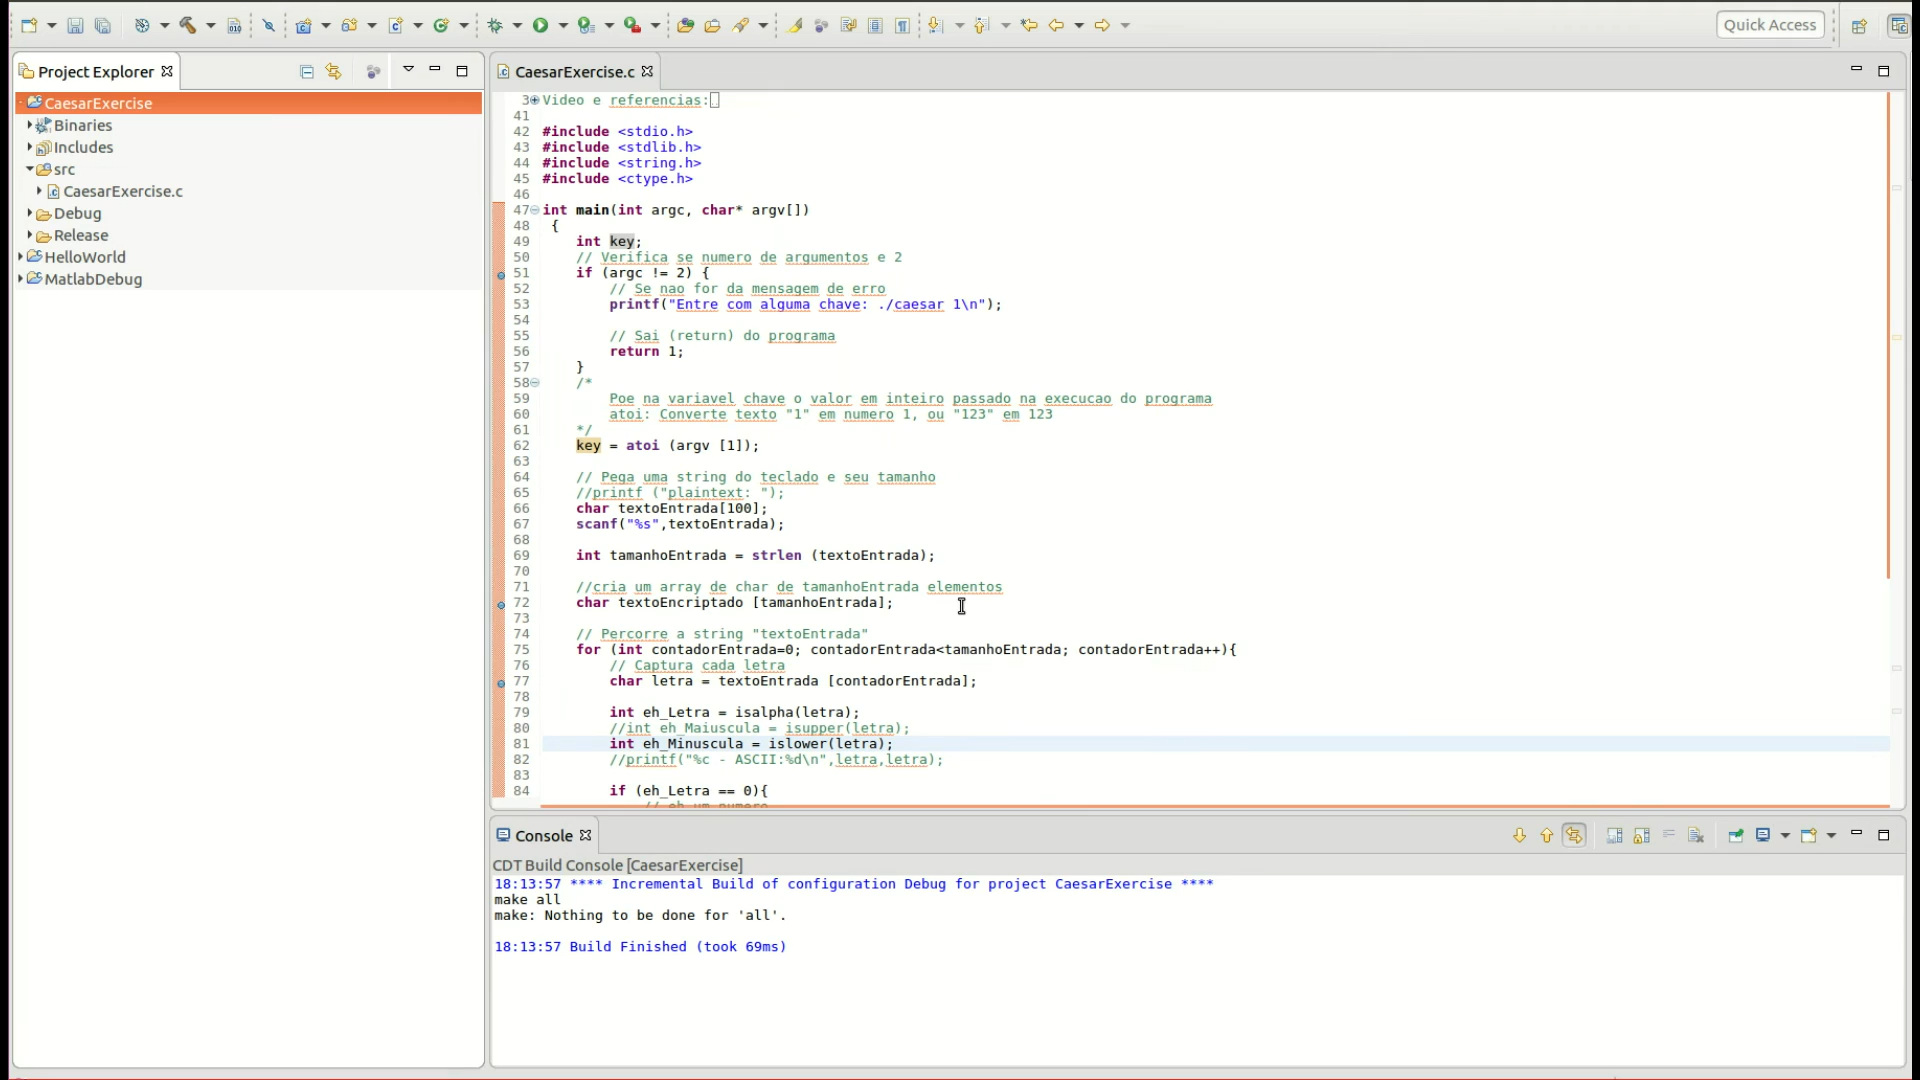 Quick Access
Project Explorer
CaesarExercise
Binaries
Includes
src
CaesarExercise.c
Debug
Release
HelloWorld
MatlabDebug
CaesarExercise.c
3 Video e referencias:
41
42 #include <stdio.h>
43 #include <stdlib.h>
44 #include <string.h>
45 #include <ctype.h>
46
47 int main(int argc, char* argv[])
48 {
49 int key;
50 // Verifica se numero de argumentos e 2
51 if (argc != 2) {
52 // Se nao for da mensagem de erro
53 printf("Entre com alguma chave: ./caesar 1\n");
54
55 // Sai (return) do programa
56 return 1;
57 }
58 /*
59 Poe na variavel chave o valor em inteiro passado na execucao do programa
60 atoi: Converte texto "1" em numero 1, ou "123" em 123
61 */
62 key = atoi (argv [1]);
63
64 // Pega uma string do teclado e seu tamanho
65 //printf ("plaintext: ");
66 char textoEntrada[100];
67 scanf("%s",textoEntrada);
68
69 int tamanhoEntrada = strlen (textoEntrada);
70
71 //cria um array de char de tamanhoEntrada elementos
72 char textoEncriptado [tamanhoEntrada];
73
74 // Percorre a string "textoEntrada"
75 for (int contadorEntrada=0; contadorEntrada<tamanhoEntrada; contadorEntrada++){
76 // Captura cada letra
77 char letra = textoEntrada [contadorEntrada];
78
79 int eh_Letra = isalpha(letra);
80 //int eh_Maiuscula = isupper(letra);
81 int eh_Minuscula = islower(letra);
82 //printf("%c - ASCII:%d\n",letra,letra);
83
84 if (eh_Letra == 0){
// eh um numero
Console
CDT Build Console [CaesarExercise]
18:13:57 **** Incremental Build of configuration Debug for project CaesarExercise ****
make all
make: Nothing to be done for 'all'.
18:13:57 Build Finished (took 69ms)